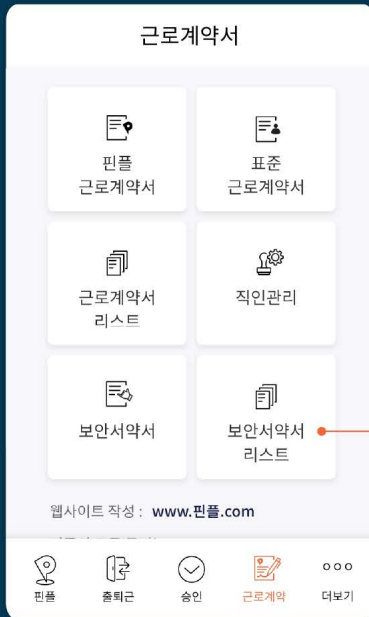 근로계약서
핀플
근로계약서
표준
근로계약서
근로계약서
리스트
직인관리
보안서약서
보안서약서
리스트
웹사이트 작성 : www.핀플.com
핀플
출퇴근
승인
근로계약
더보기